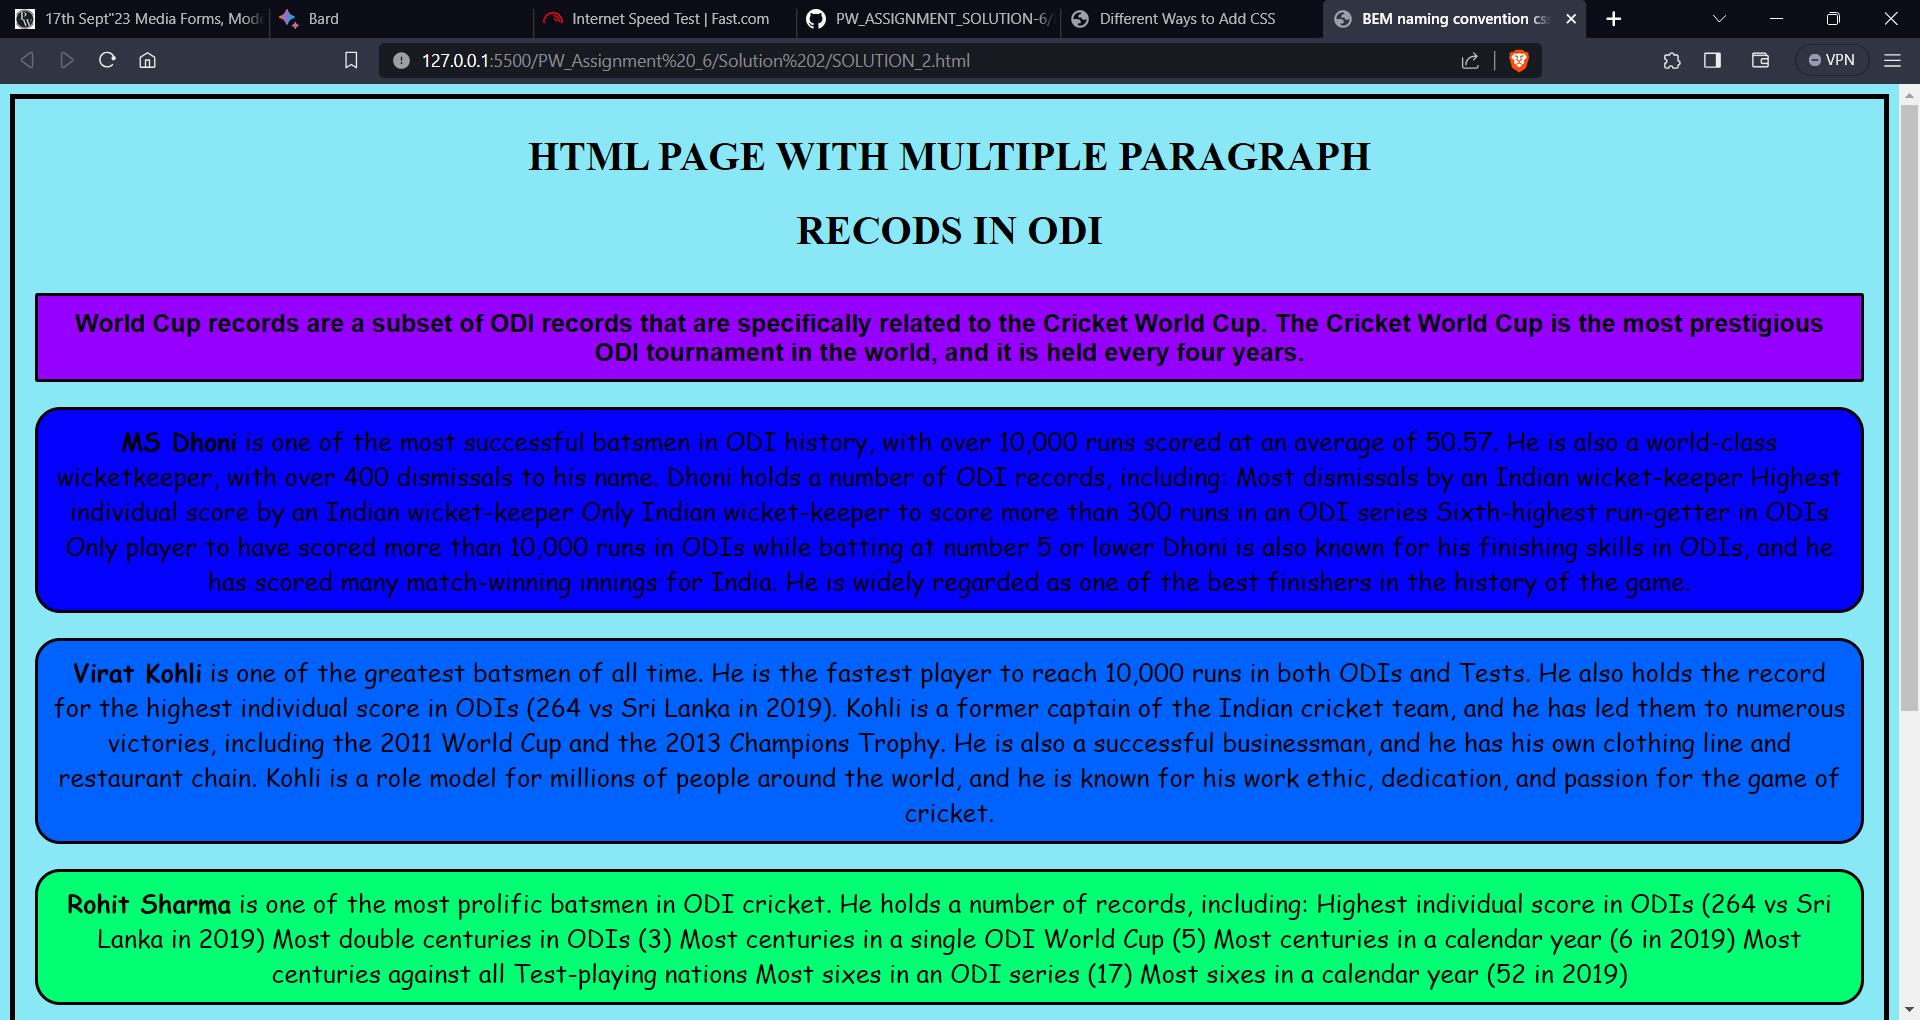 17th Sept"23 Media Forms, Mod
Bard
Internet Speed Test | Fast.com
PW_ASSIGNMENT_SOLUTION-6/
Different Ways to Add CSS
BEM naming convention cs
127.0.0.1:5500/PW_Assignment%20_6/Solution%202/SOLUTION_2.html
VPN
HTML PAGE WITH MULTIPLE PARAGRAPH
RECODS IN ODI
World Cup records are a subset of ODI records that are specifically related to the Cricket World Cup. The Cricket World Cup is the most prestigious
ODI tournament in the world, and it is held every four years.
MS Dhoni is one of the most successful batsmen in ODI history, with over 10,000 runs scored at an average of 50.57. He is also a world-class
wicketkeeper, with over 400 dismissals to his name. Dhoni holds a number of ODI records, including: Most dismissals by an Indian wicket-keeper Highest
individual score by an Indian wicket-keeper Only Indian wicket-keeper to score more than 300 runs in an ODI series Sixth-highest run-getter in ODIs
Only player to have scored more than 10,000 runs in ODIs while batting at number 5 or lower Dhoni is also known for his finishing skills in ODIs, and he
has scored many match-winning innings for India. He is widely regarded as one of the best finishers in the history of the game.
Virat Kohli is one of the greatest batsmen of all time. He is the fastest player to reach 10,000 runs in both ODIs and Tests. He also holds the record
for the highest individual score in ODIs (264 vs Sri Lanka in 2019). Kohli is a former captain of the Indian cricket team, and he has led them to numerous
victories, including the 2011 World Cup and the 2013 Champions Trophy. He is also a successful businessman, and he has his own clothing line and
restaurant chain. Kohli is a role model for millions of people around the world, and he is known for his work ethic, dedication, and passion for the game of
cricket.
Rohit Sharma is one of the most prolific batsmen in ODI cricket. He holds a number of records, including: Highest individual score in ODIs (264 vs Sri
Lanka in 2019) Most double centuries in ODIs (3) Most centuries in a single ODI World Cup (5) Most centuries in a calendar year (6 in 2019) Most
centuries against all Test-playing nations Most sixes in an ODI series (17) Most sixes in a calendar year (52 in 2019)